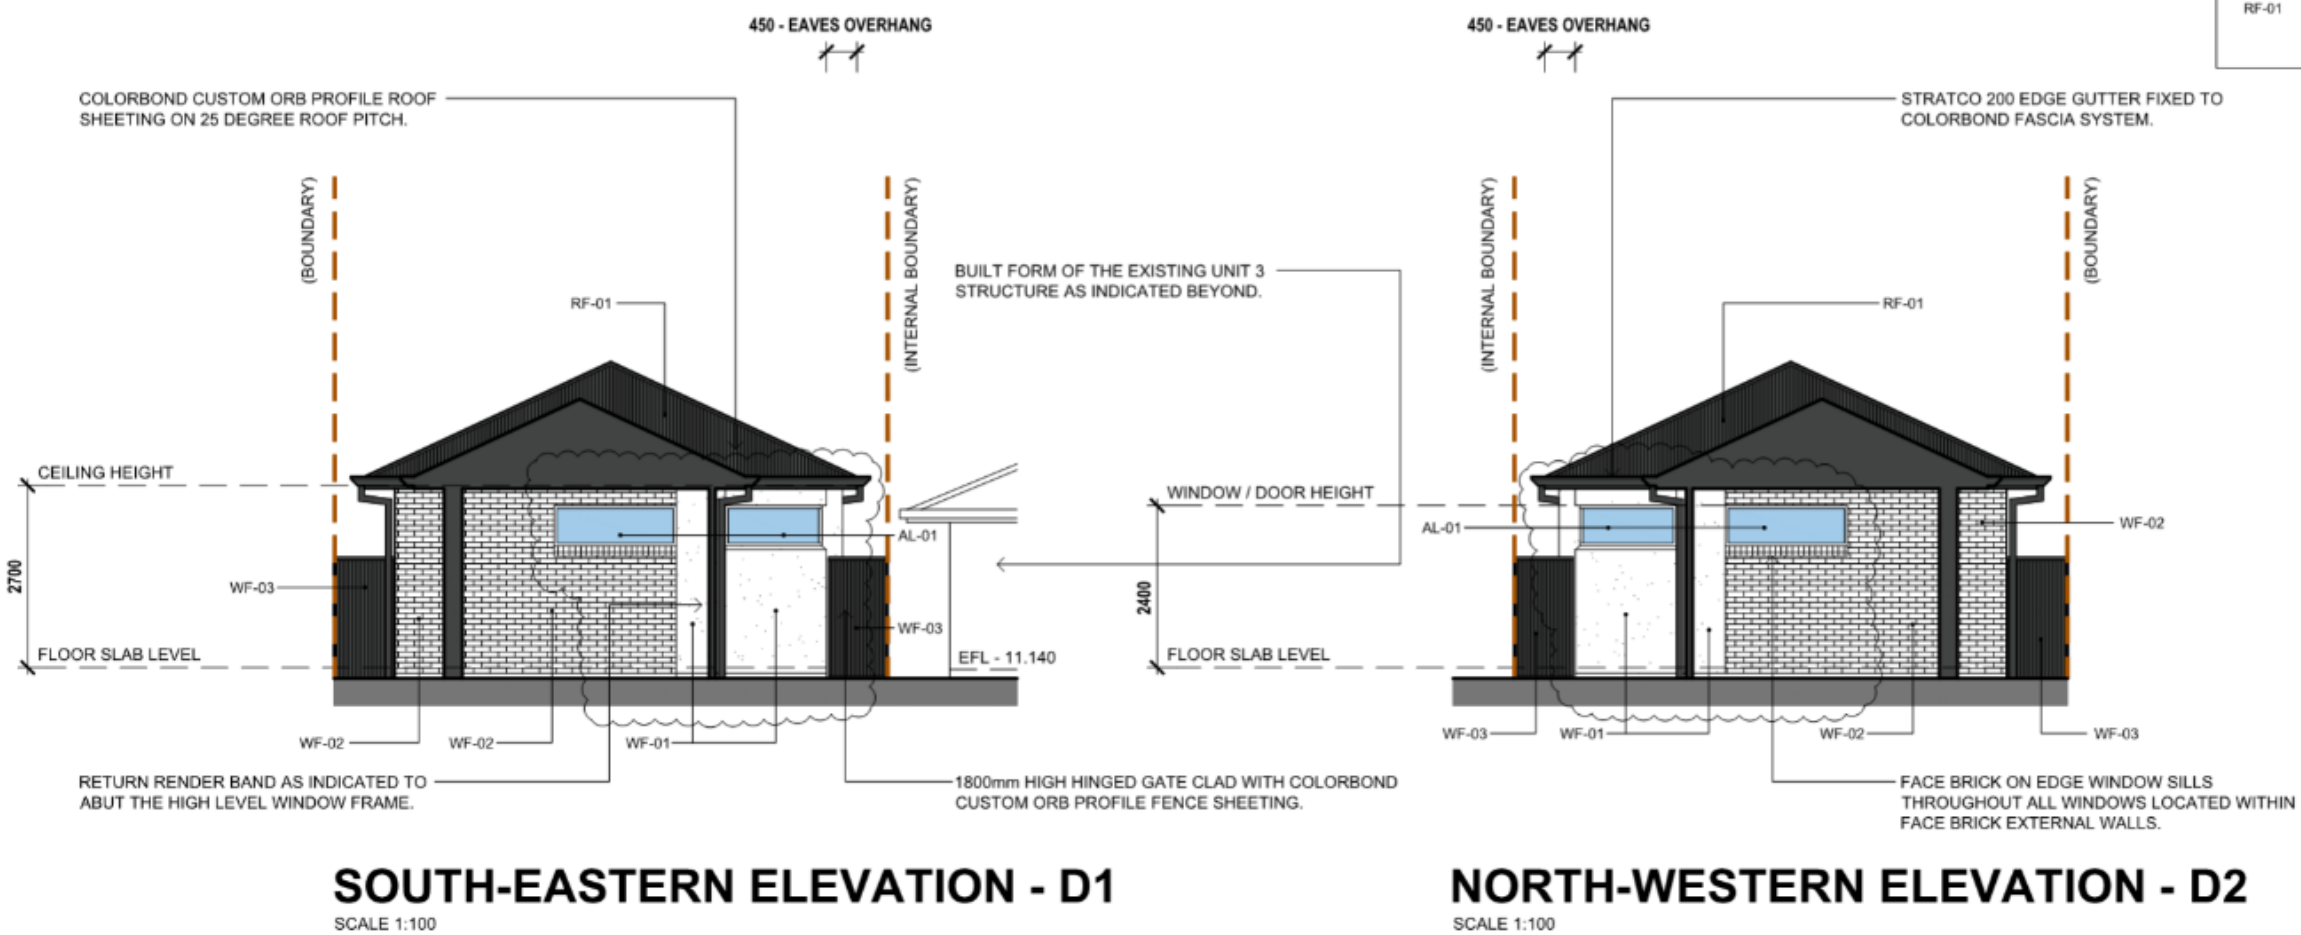 450 - EAVES OVERHANG
450 - EAVES OVERHANG
RF-01
COLORBOND CUSTOM ORB PROFILE ROOF
SHEETING ON 25 DEGREE ROOF PITCH.
STRATCO 200 EDGE GUTTER FIXED TO
COLORBOND FASCIA SYSTEM.
(BOUNDARY)
(INTERNAL BOUNDARY)
(INTERNAL BOUNDARY)
(BOUNDARY)
BUILT FORM OF THE EXISTING UNIT 3
STRUCTURE AS INDICATED BEYOND.
RF-01
RF-01
CEILING HEIGHT
WINDOW / DOOR HEIGHT
AL-01
AL-01
WF-02
2700
WF-03
2400
WF-03
FLOOR SLAB LEVEL
EFL - 11.140
FLOOR SLAB LEVEL
WF-02
WF-02
WF-01
WF-03
WF-01
WF-02
WF-03
RETURN RENDER BAND AS INDICATED TO
ABUT THE HIGH LEVEL WINDOW FRAME.
1800mm HIGH HINGED GATE CLAD WITH COLORBOND
CUSTOM ORB PROFILE FENCE SHEETING.
FACE BRICK ON EDGE WINDOW SILLS
THROUGHOUT ALL WINDOWS LOCATED WITHIN
FACE BRICK EXTERNAL WALLS.
SOUTH-EASTERN ELEVATION - D1
SCALE 1:100
NORTH-WESTERN ELEVATION - D2
SCALE 1:100